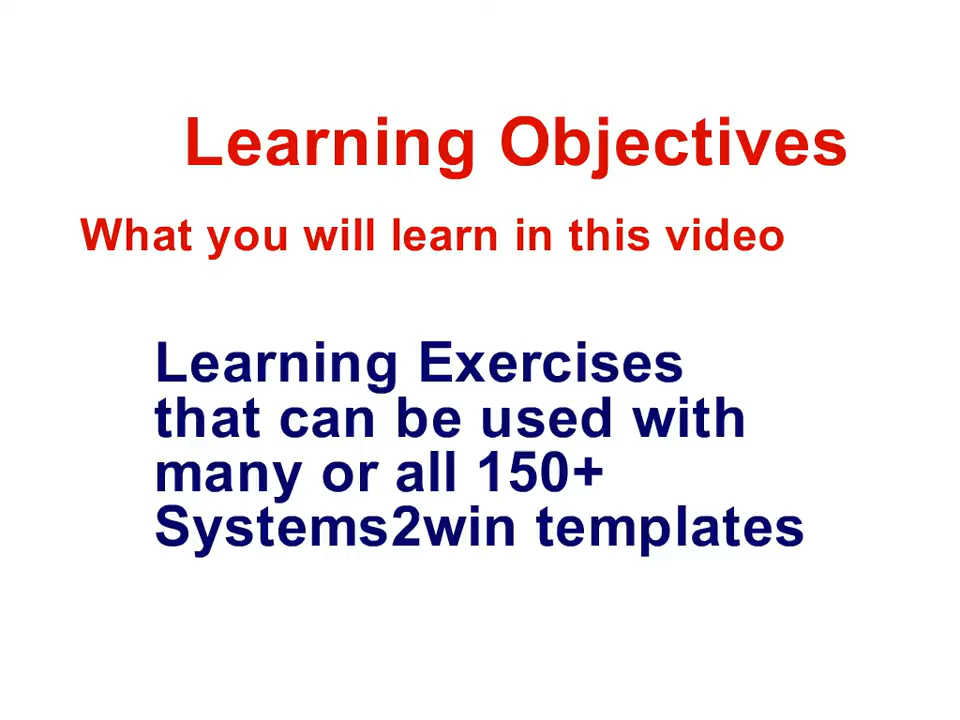 Learning Objectives
What you will learn in this video
Learning Exercises
that can be used with
many or all 150+
Systems2win templates